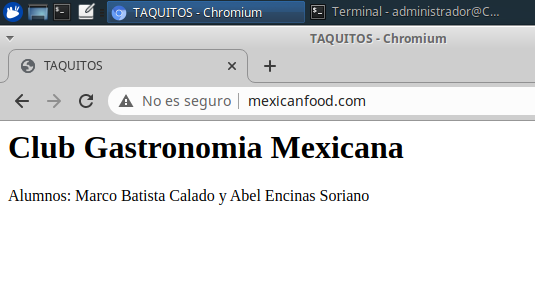 TAQUITOS - Chromium
Terminal - administrador@C...
TAQUITOS - Chromium
TAQUITOS
No es seguro
mexicanfood.com
Club Gastronomia Mexicana
Alumnos: Marco Batista Calado y Abel Encinas Soriano